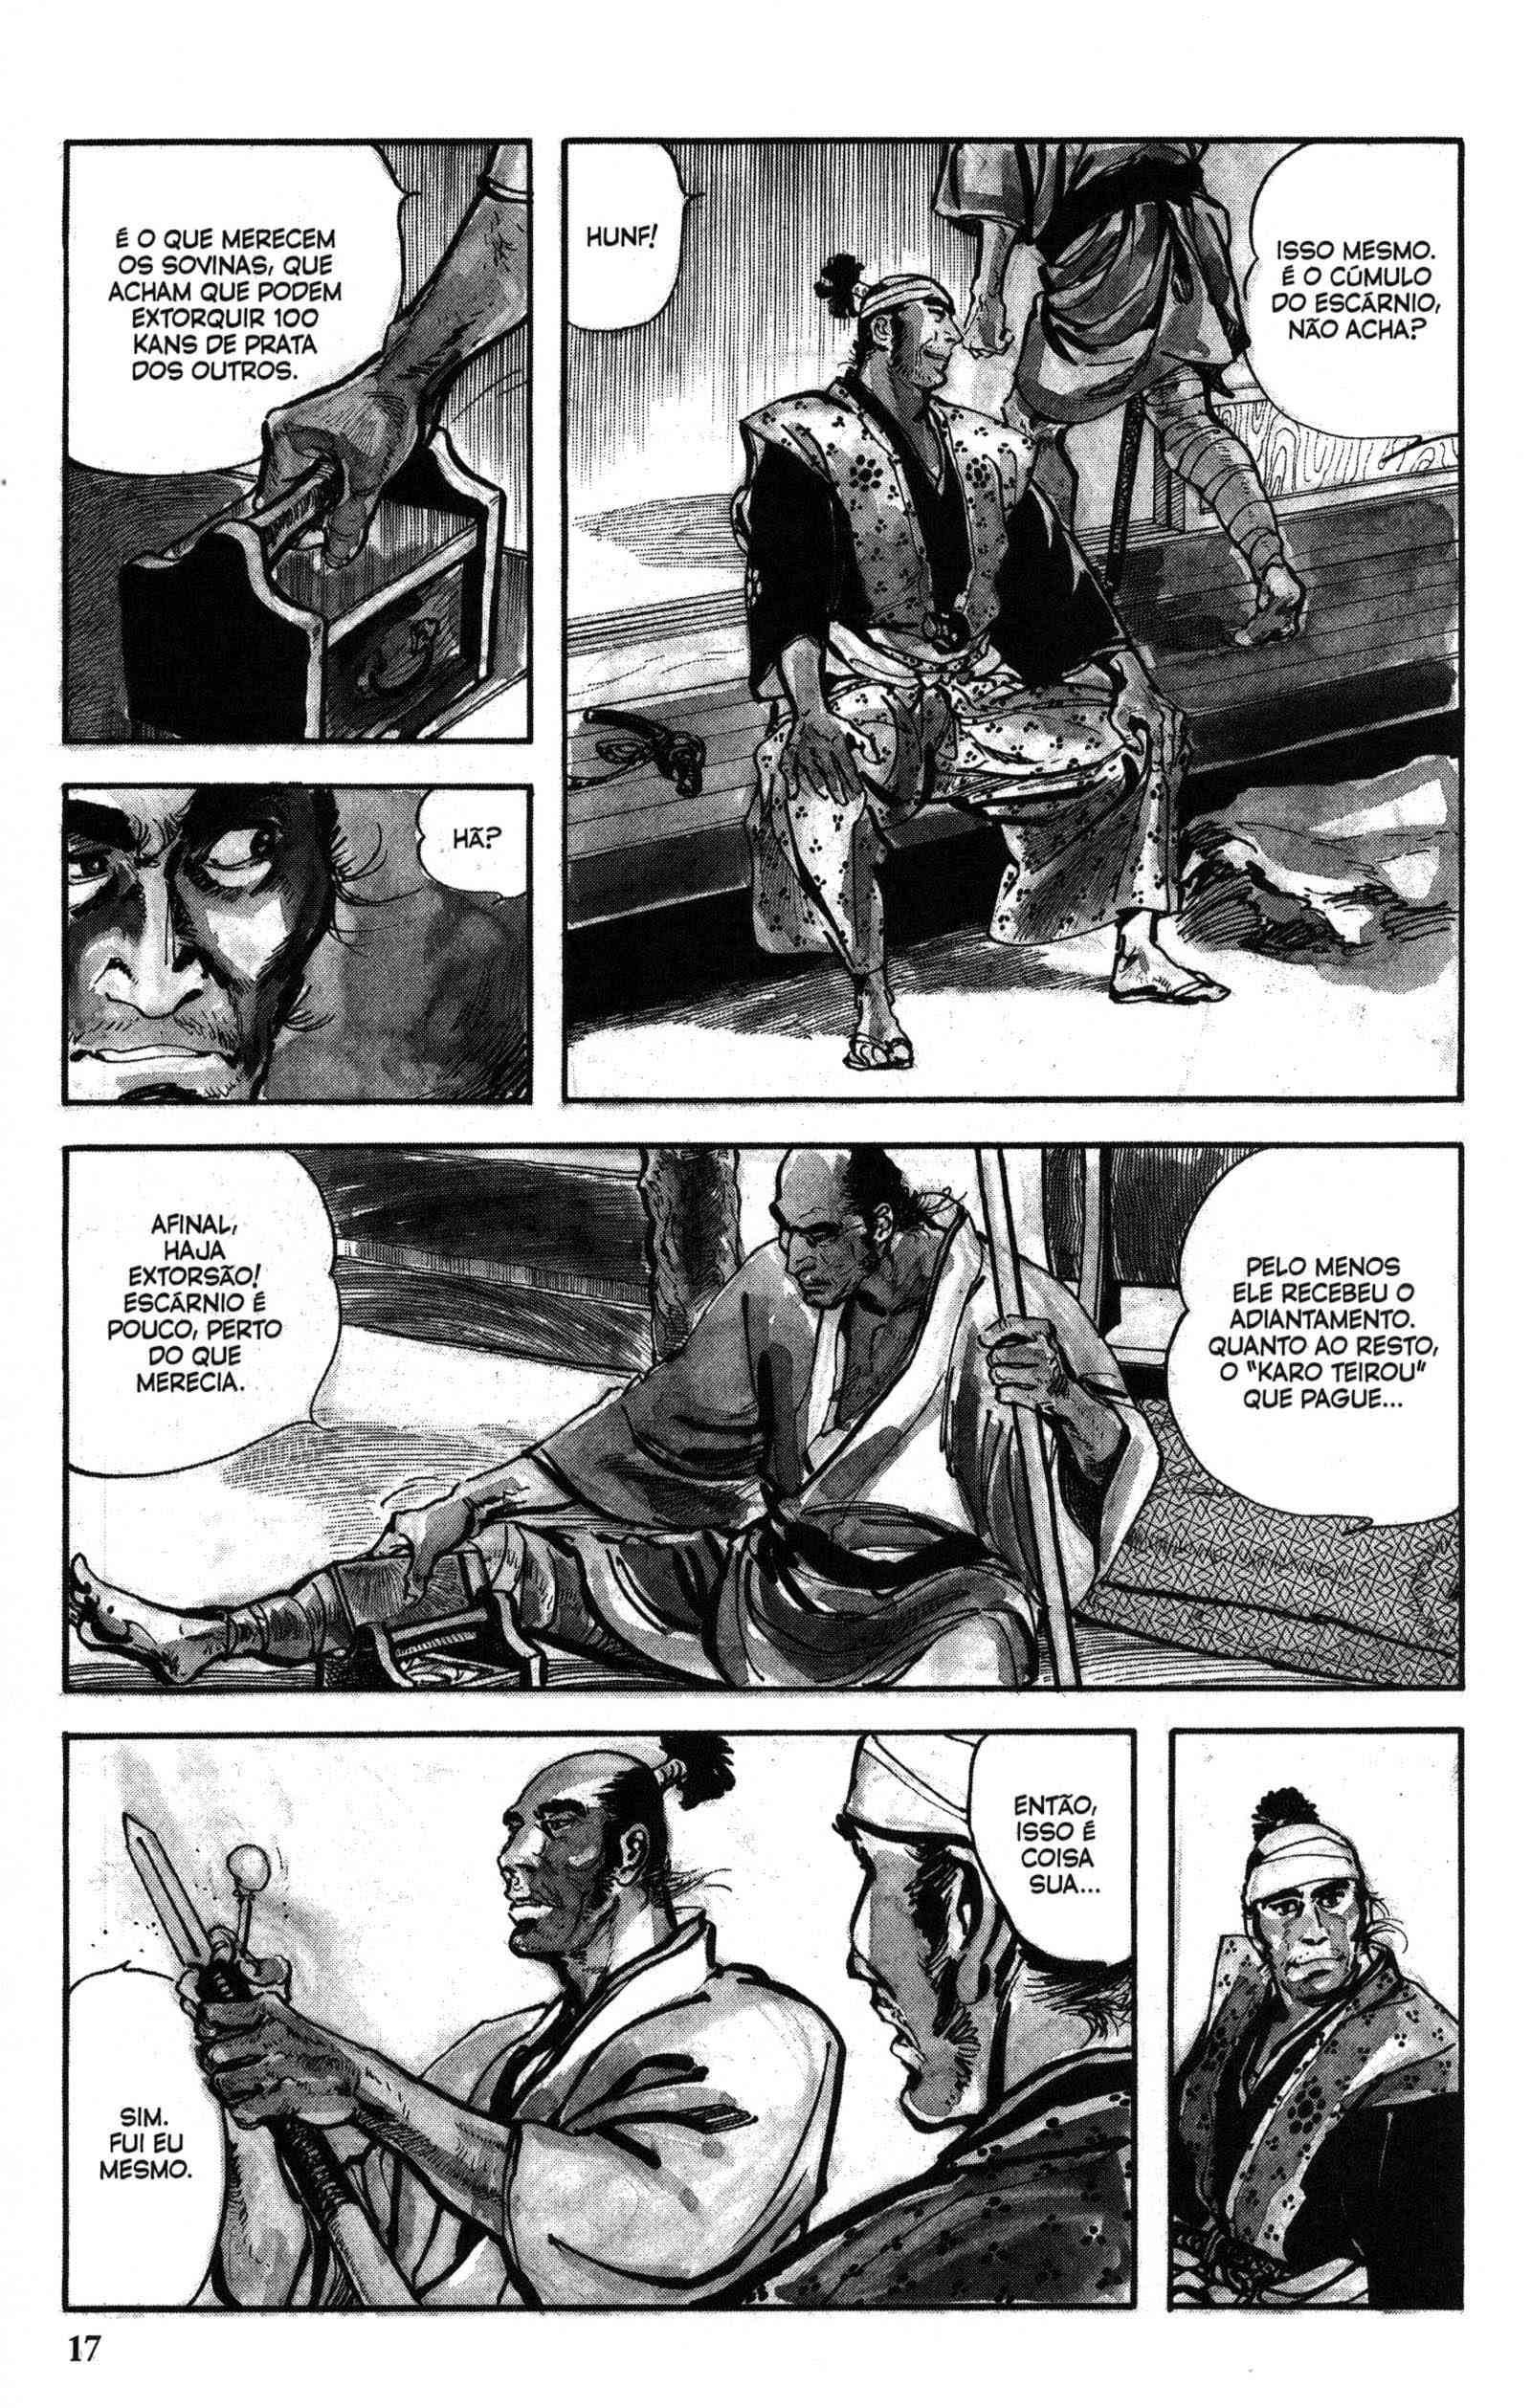 ISSO MESMO.
É O CÚMULO
DO ESCÁRNIO,
NÃO ACHA?
HUNF!
É O QUE MERECEM
OS SOVINAS, QUE
ACHAM QUE PODEM
EXTORQUIR 100
KANS DE PRATA
DOS OUTROS.
HÃ?
PELO MENOS
ELE RECEBEU O
ADIANTAMENTO.
QUANTO AO RESTO,
O "KARO TEIROU"
QUE PAGUE...
AFINAL,
HAJA
EXTORSÃO!
ESCÁRNIO É
POUCO, PERTO
DO QUE
MERECIA.
ENTÃO,
ISSO É
COISA
SUA...
SIM.
FUI EU
MESMO.
17